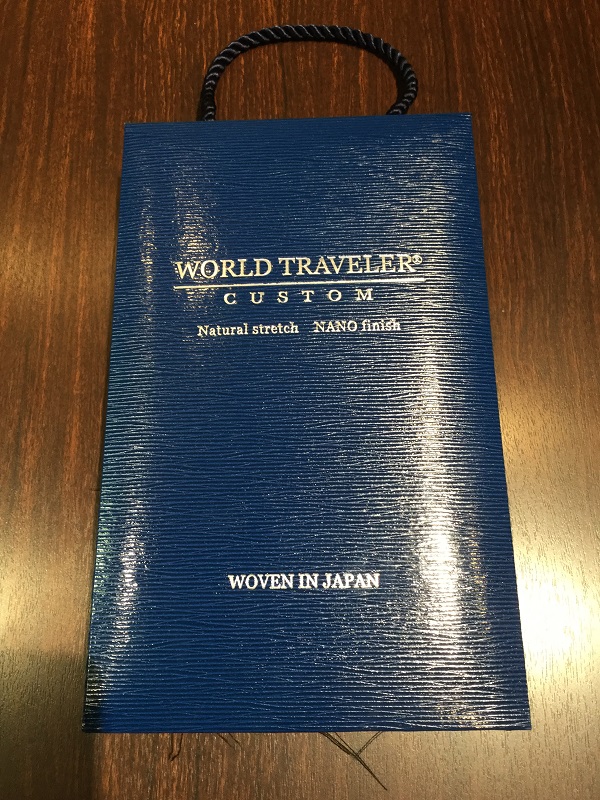 WORLD TRAVELER®
CUSTOM
Natural stretch NANO finish
WOVEN IN JAPAN